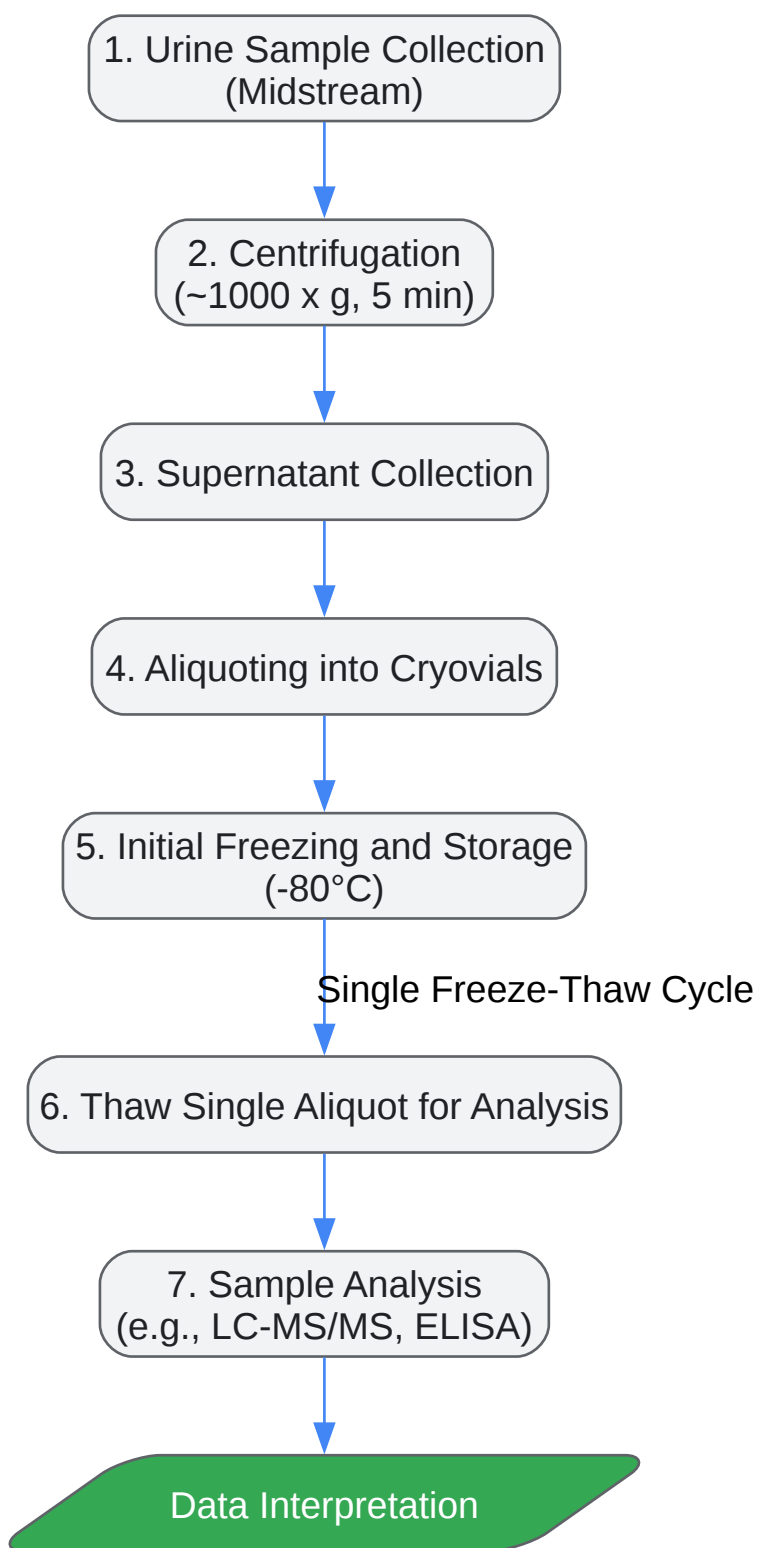 1. Urine Sample Collection
(Midstream)
2. Centrifugation
(~1000 x g, 5 min)
3. Supernatant Collection
4. Aliquoting into Cryovials
5. Initial Freezing and Storage
(-80°C)
Single Freeze-Thaw Cycle
6. Thaw Single Aliquot for Analysis
7. Sample Analysis
(e.g., LC-MS/MS, ELISA)
Data Interpretation